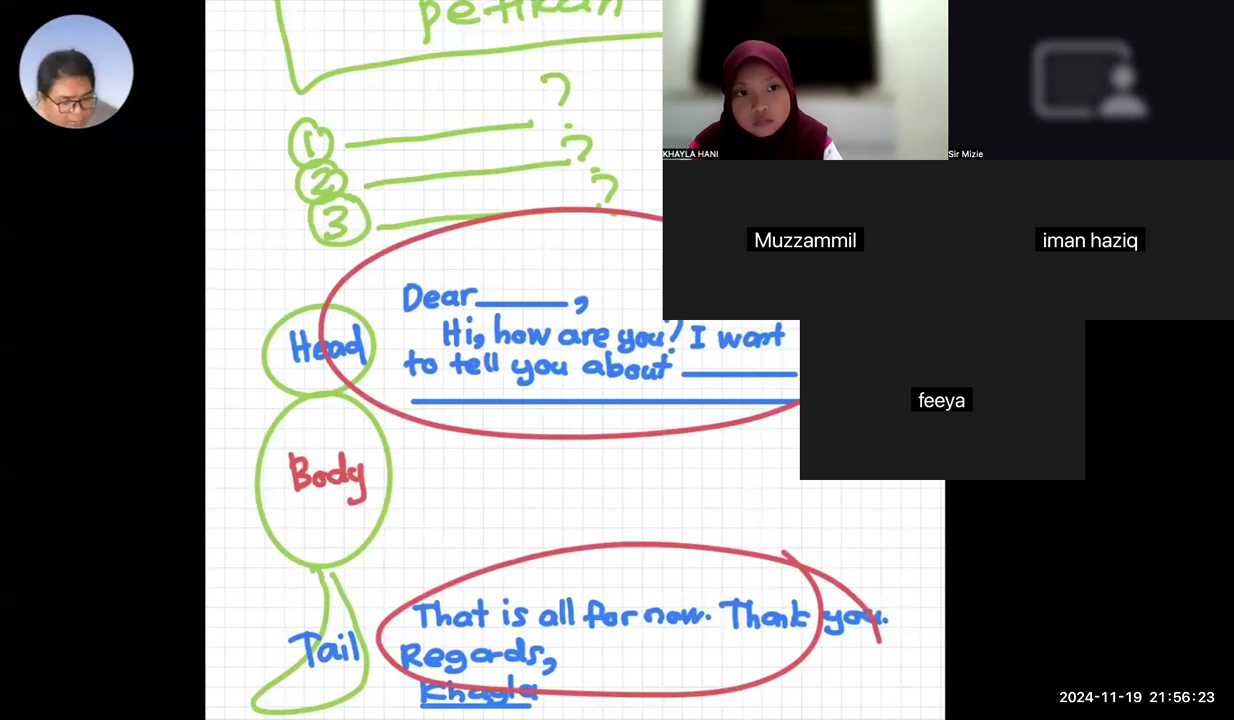 petikan
?
1
?
2
?
3
KHAYLA HANI
Sir Mizie
Muzzammil
iman haziq
feeya
Dear______,
Hi, how are you? I want
to tell you about ______
Head
Body
That is all for now. Thank you.
Regards,
Khayla
Tail
2024-11-19 21:56:23